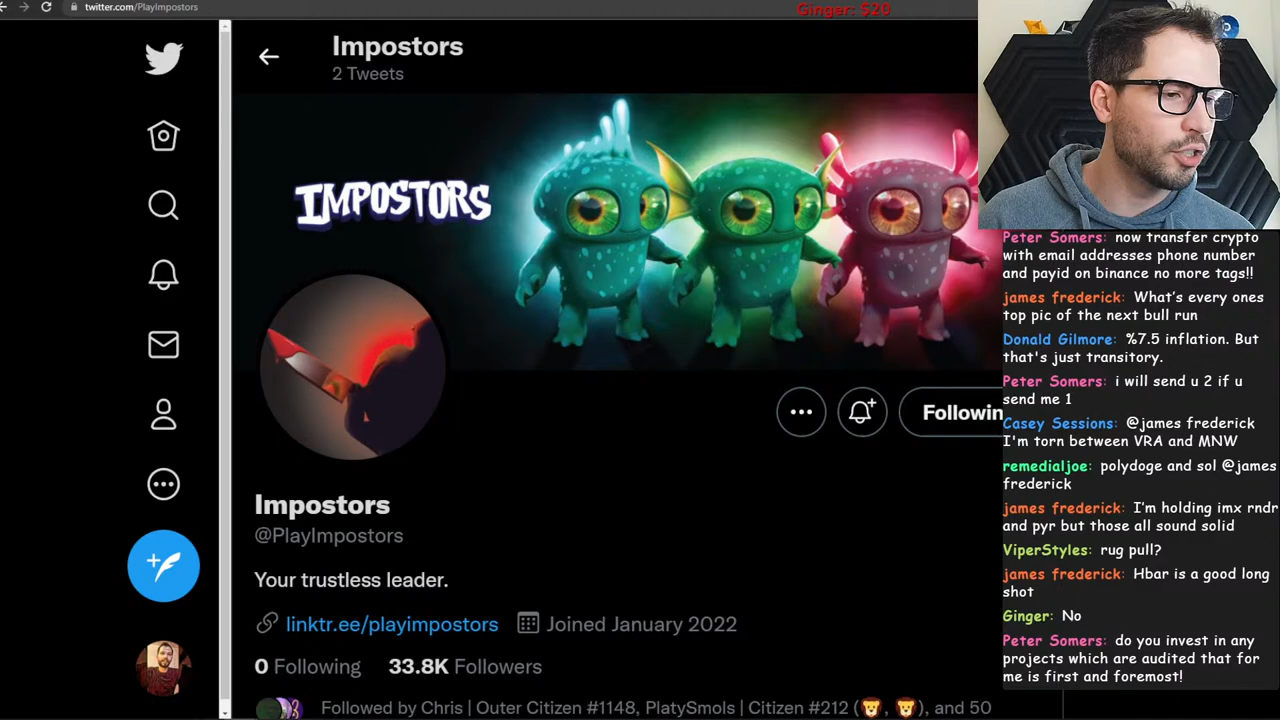 twitter.com/PlayImpostors
Ginger: $20
Impostors
2 Tweets
IMPOSTORS
Followin
Impostors
@PlayImpostors
Your trustless leader.
linktr.ee/playimpostors Joined January 2022
0 Following 33.8K Followers
Followed by Chris | Outer Citizen #1148, PlatySmols | Citizen #212 (🦁, 🦁), and 50
Peter Somers: now transfer crypto
with email addresses phone number
and payid on binance no more tags!!
james frederick: What's every ones
top pic of the next bull run
Donald Gilmore: %7.5 inflation. But
that's just transitory.
Peter Somers: i will send u 2 if u
send me 1
Casey Sessions: @james frederick
I'm torn between VRA and MNW
remedialjoe: polydoge and sol @james
frederick
james frederick: I'm holding imx rndr
and pyr but those all sound solid
ViperStyles: rug pull?
james frederick: Hbar is a good long
shot
Ginger: No
Peter Somers: do you invest in any
projects which are audited that for
me is first and foremost!